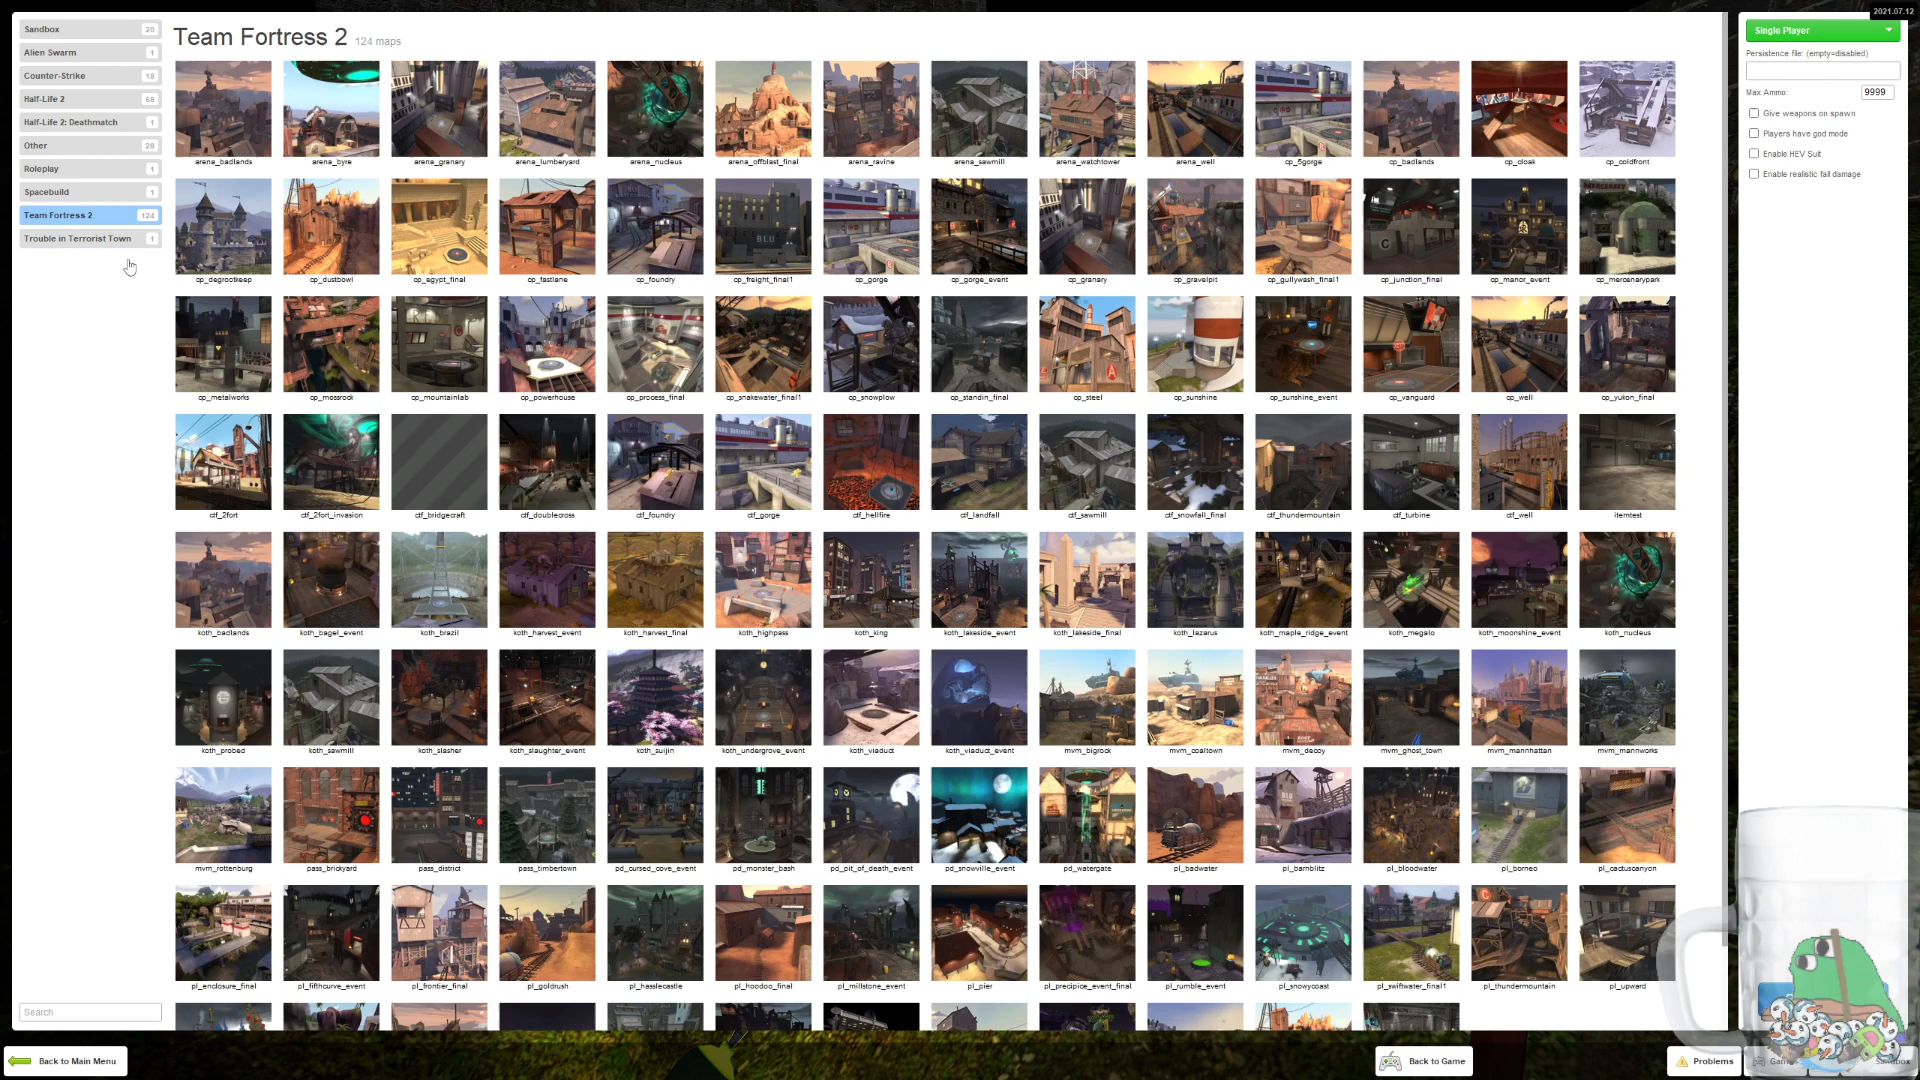 2021.07.12
Sandbox 20
Alien Swarm 1
Counter-Strike 18
Half-Life 2 68
Half-Life 2: Deathmatch 1
Other 28
Roleplay 1
Spacebuild 1
Team Fortress 2 124
Trouble in Terrorist Town 1
Search
Team Fortress 2 124 maps
arena_badlands arena_byre arena_granary arena_lumberyard arena_nucleus arena_offblast_final arena_ravine arena_sawmill arena_watchtower arena_well cp_5gorge cp_badlands cp_cloak cp_coldfront
cp_degrootkeep cp_dustbowl cp_egypt_final cp_fastlane cp_foundry cp_freight_final1 cp_gorge cp_gorge_event cp_granary cp_gravelpit cp_gullywash_final1 cp_junction_final cp_manor_event cp_mercenarypark
cp_metalworks cp_mossrock cp_mountainlab cp_powerhouse cp_process_final cp_snakewater_final1 cp_snowplow cp_standin_final cp_steel cp_sunshine cp_sunshine_event cp_vanguard cp_well cp_yukon_final
ctf_2fort ctf_2fort_invasion ctf_bridgecraft ctf_doublecross ctf_foundry ctf_gorge ctf_hellfire ctf_landfall ctf_sawmill ctf_snowfall_final ctf_thundermountain ctf_turbine ctf_well itemtest
koth_badlands koth_bagel_event koth_brazil koth_harvest_event koth_harvest_final koth_highpass koth_king koth_lakeside_event koth_lakeside_final koth_lazarus koth_maple_ridge_event koth_megalo koth_moonshine_event koth_nucleus
koth_probed koth_sawmill koth_slasher koth_slaughter_event koth_suijin koth_undergrove_event koth_viaduct koth_viaduct_event mvm_bigrock mvm_coaltown mvm_decoy mvm_ghost_town mvm_mannhattan mvm_mannworks
mvm_rottenburg pass_brickyard pass_district pass_timbertown pd_cursed_cove_event pd_monster_bash pd_pit_of_death_event pd_snowville_event pd_watergate pl_badwater pl_barnblitz pl_bloodwater pl_borneo pl_cactuscanyon
pl_enclosure_final pl_fifthcurve_event pl_frontier_final pl_goldrush pl_hasslecastle pl_hoodoo_final pl_millstone_event pl_pier pl_precipice_event_final pl_rumble_event pl_snowycoast pl_swiftwater_final1 pl_thundermountain pl_upward
Single Player
Persistence file: (empty=disabled)
Max Ammo: 9999
Give weapons on spawn
Players have god mode
Enable HEV Suit
Enable realistic fall damage
Back to Main Menu
Back to Game
Problems
Sandbox